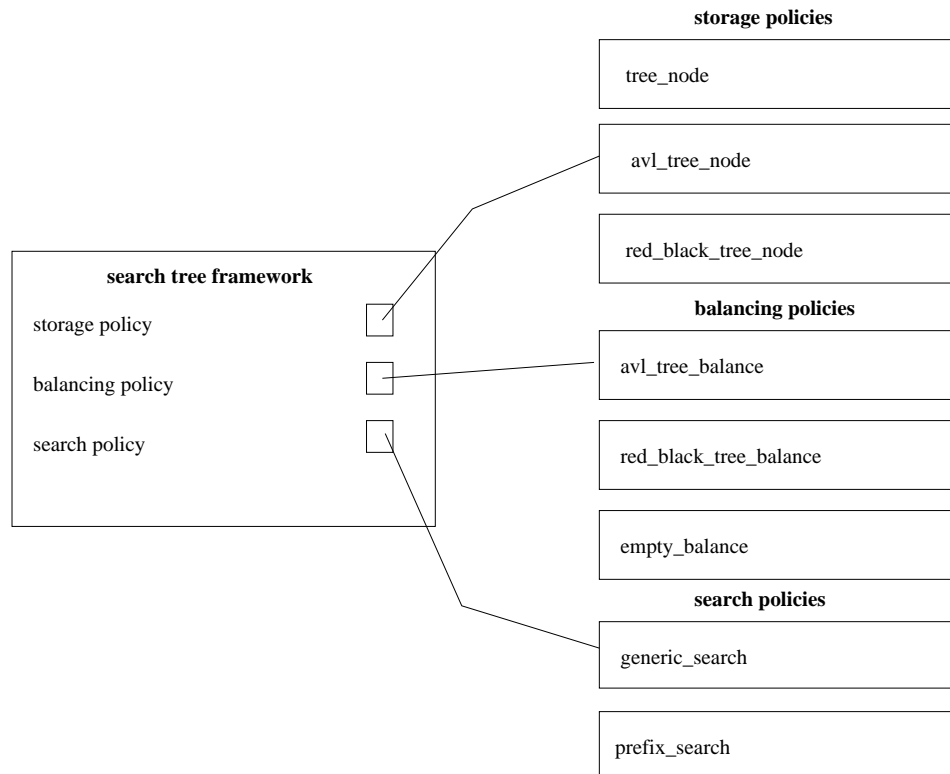 storage policies
tree_node
avl_tree_node
red_black_tree_node
search tree framework
storage policy
balancing policy
search policy
balancing policies
avl_tree_balance
red_black_tree_balance
empty_balance
search policies
generic_search
prefix_search